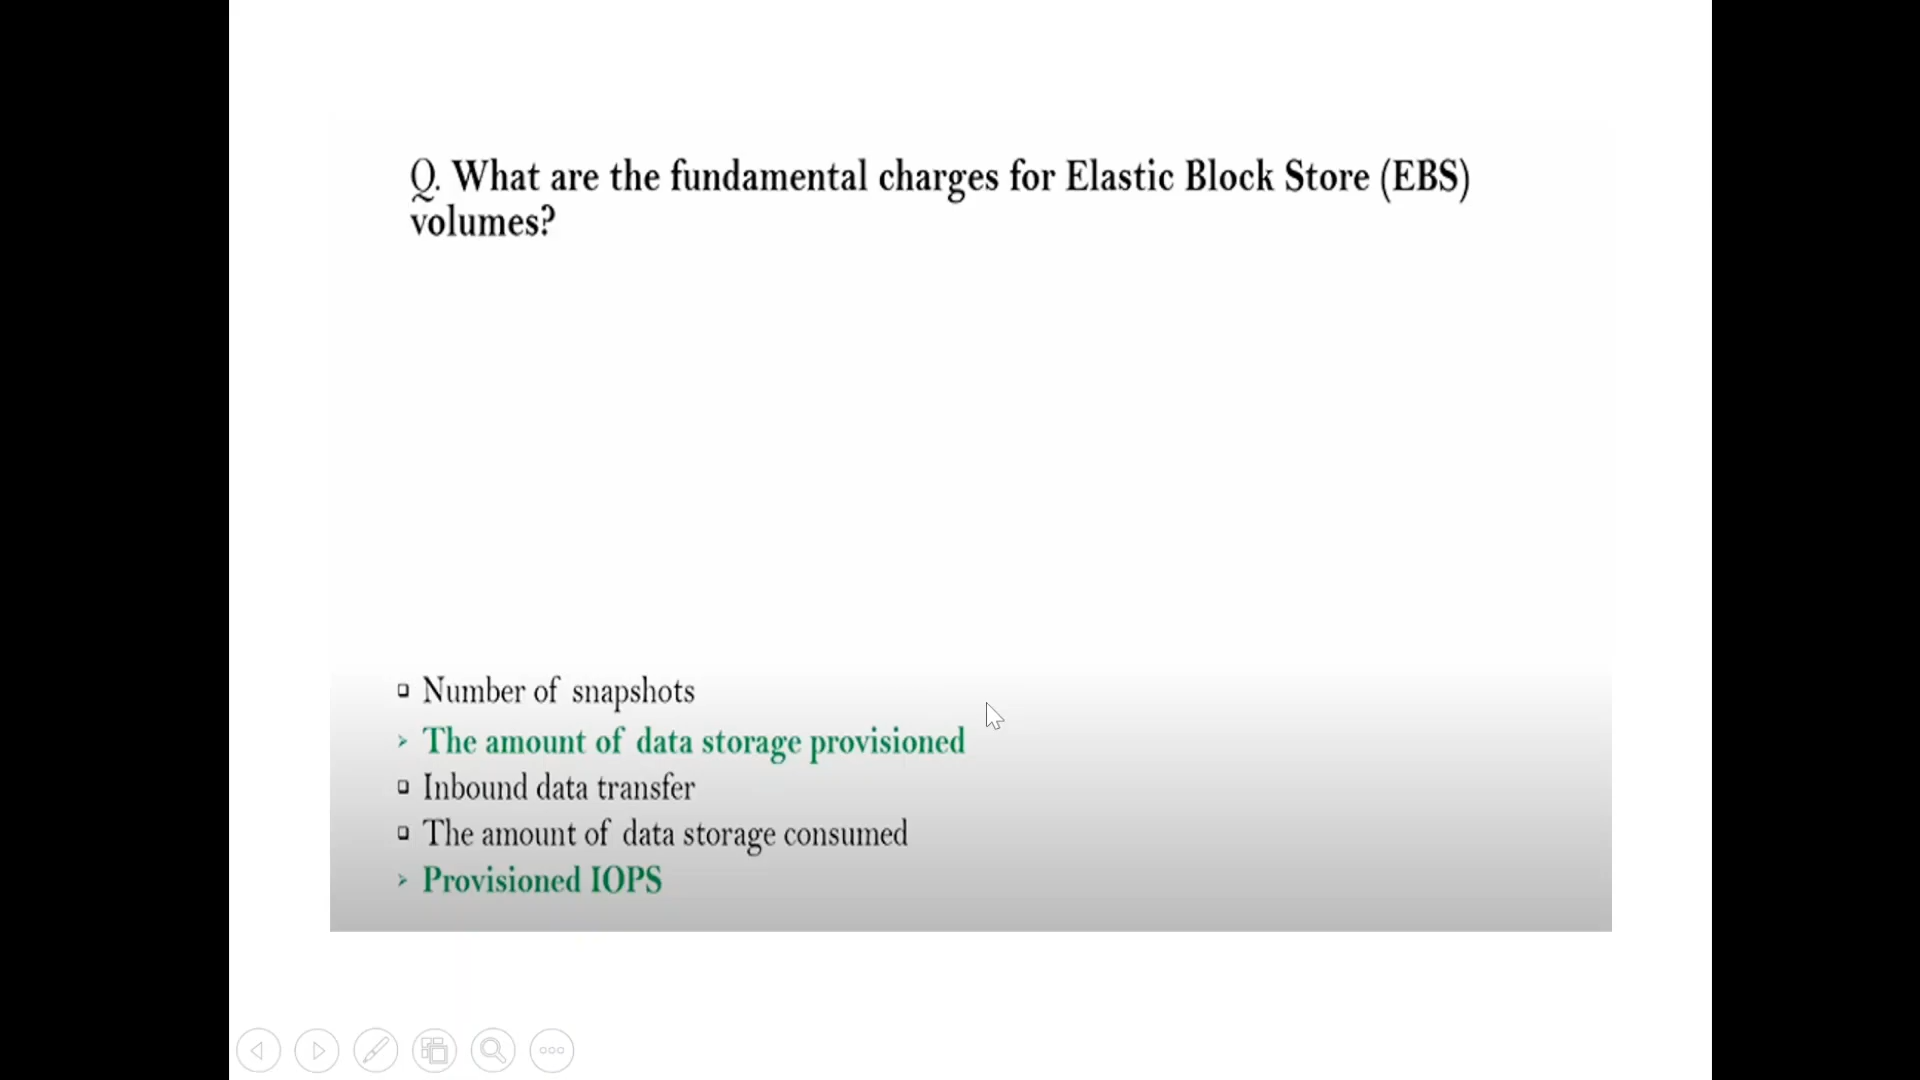 Q. What are the fundamental charges for Elastic Block Store (EBS)
volumes?
Number of snapshots
The amount of data storage provisioned
Inbound data transfer
The amount of data storage consumed
Provisioned IOPS